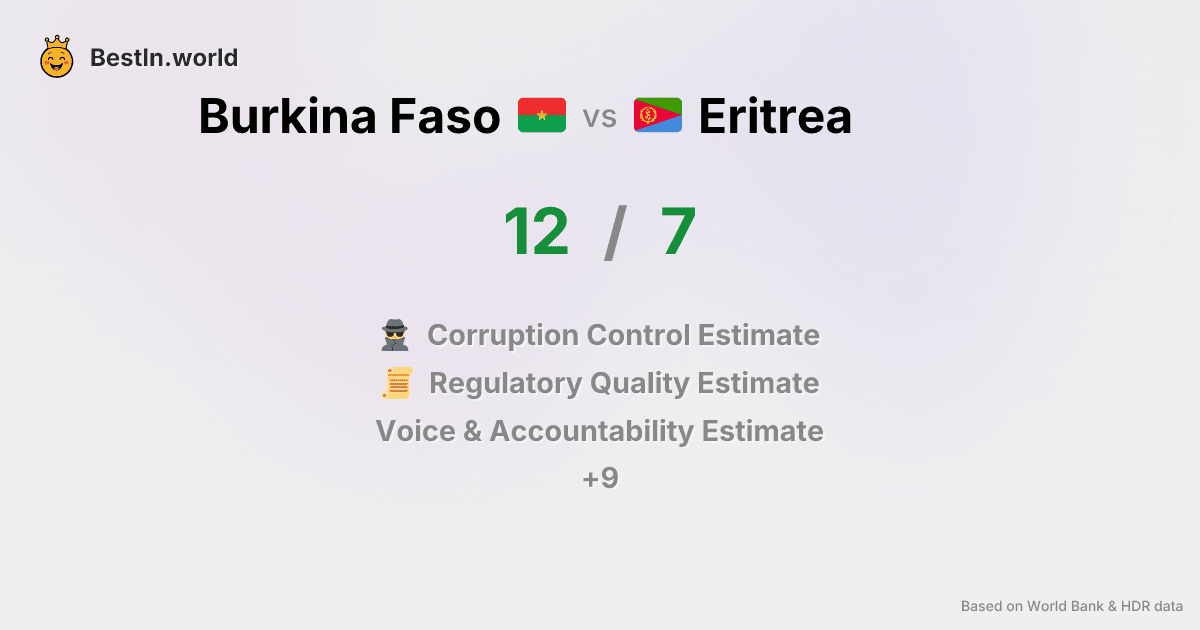 BestIn.world
Burkina Faso vs Eritrea
12 / 7
Corruption Control Estimate
Regulatory Quality Estimate
Voice & Accountability Estimate
+9
Based on World Bank & HDR data